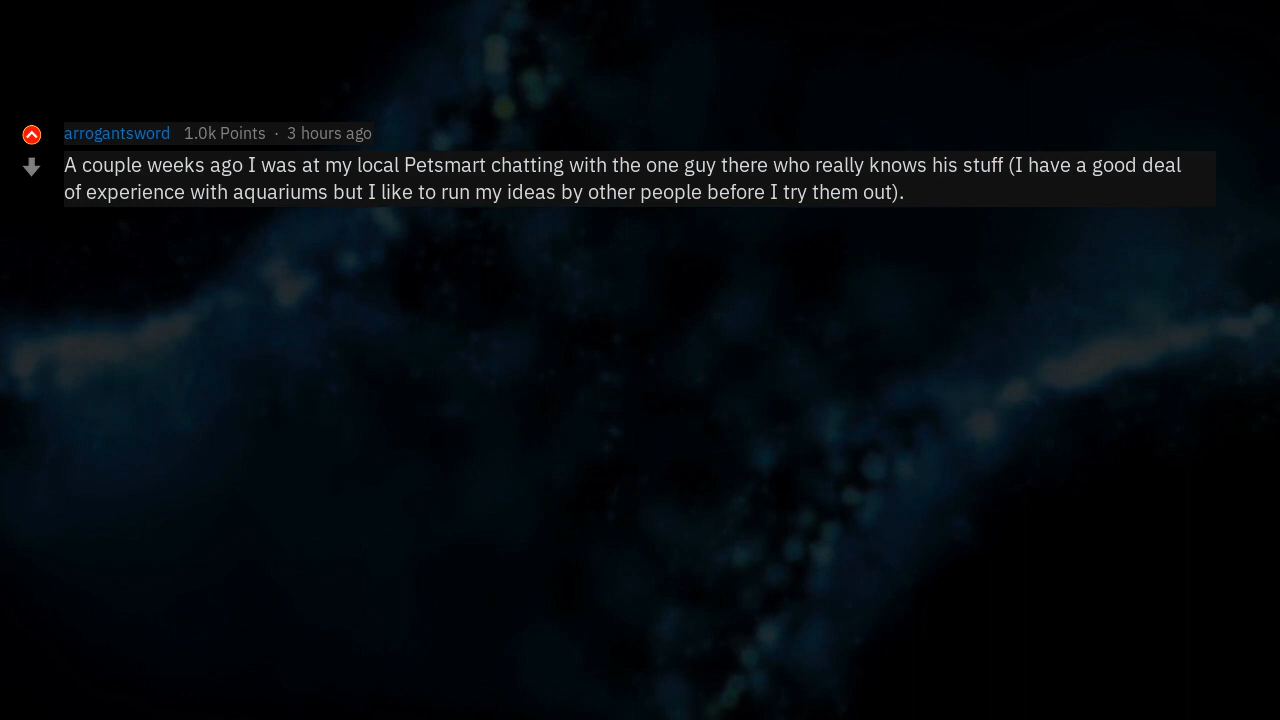 arrogantsword 1.0k Points · 3 hours ago
A couple weeks ago I was at my local Petsmart chatting with the one guy there who really knows his stuff (I have a good deal
of experience with aquariums but I like to run my ideas by other people before I try them out).